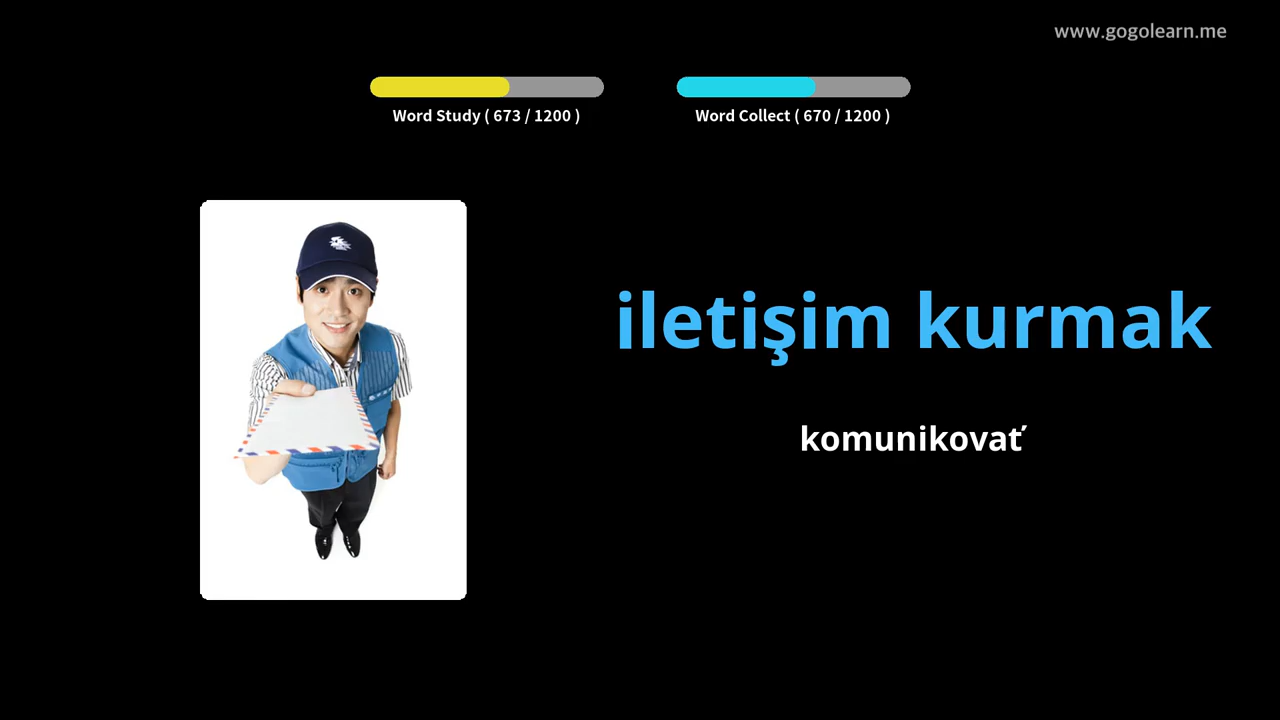 www.gogolearn.me
Word Study ( 673 / 1200 )
Word Collect ( 670 / 1200 )
iletişim kurmak
komunikovať